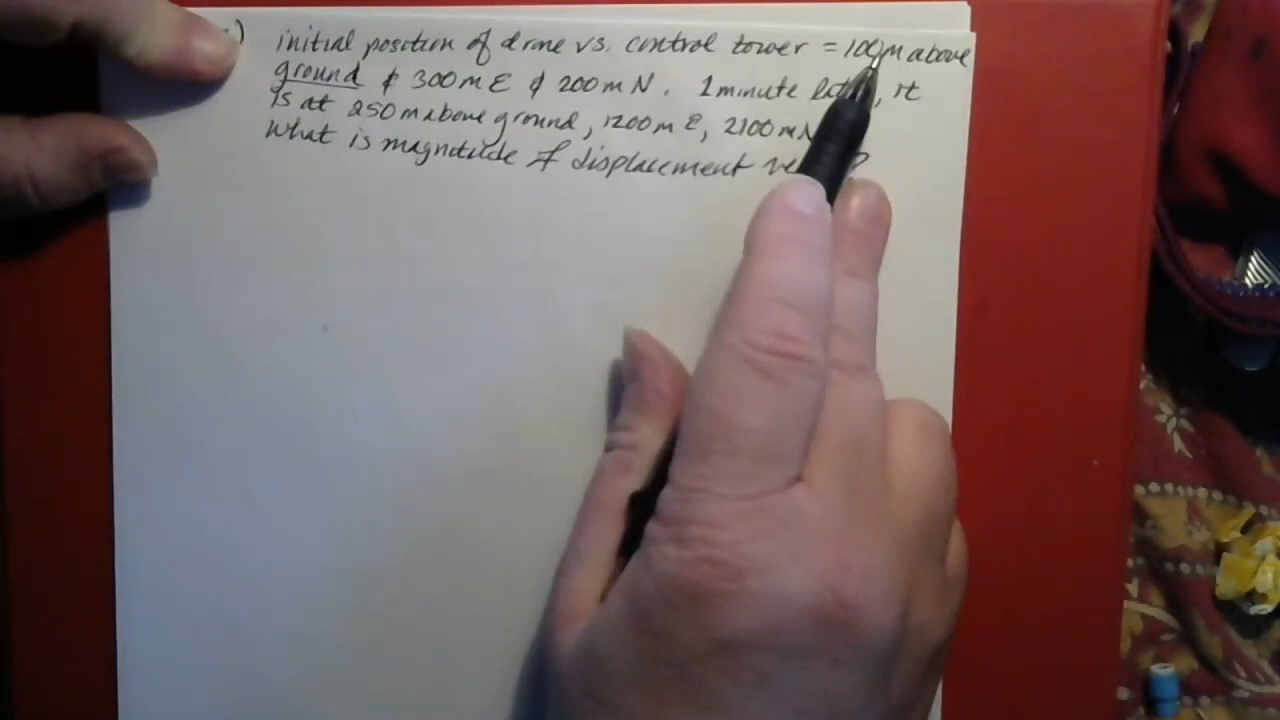 initial position of drone vs. control tower = 100m above
ground & 300m E & 200m N. 1 minute it
is at 250m above ground, 1200m E, 2100m N
What is magnitude of displacement ?